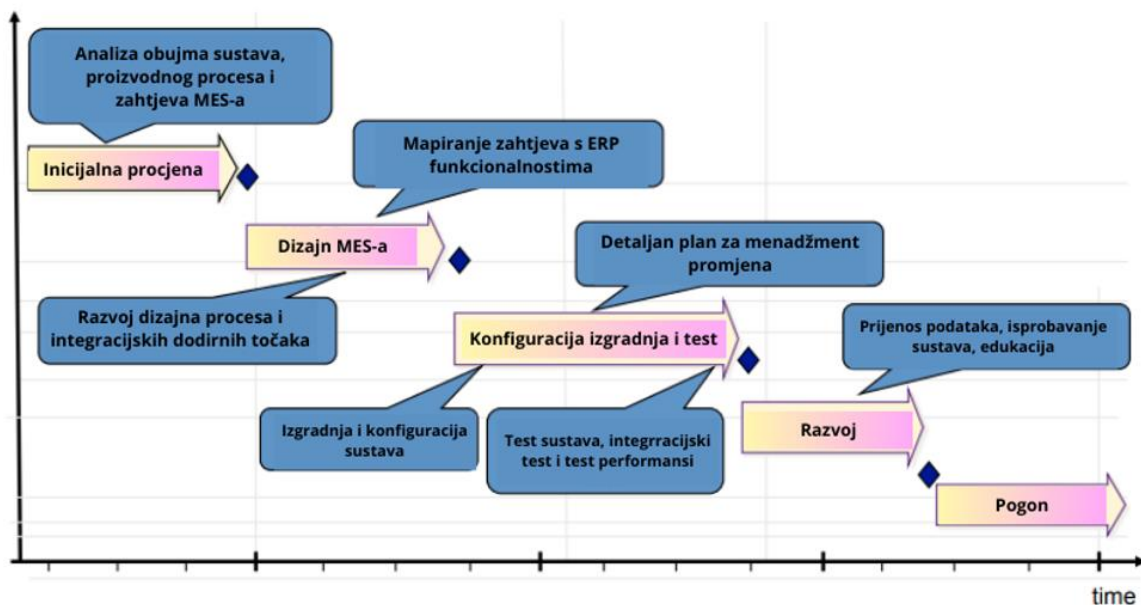 Analiza obujma sustava,
proizvodnog procesa i
zahtjeva MES-a
Inicijalna procjena
Mapiranje zahtjeva s ERP
funkcionalnostima
Dizajn MES-a
Razvoj dizajna procesa i
integracijskih dodirnih točaka
Detaljan plan za menadžment
promjena
Konfiguracija izgradnja i test
Izgradnja i konfiguracija
sustava
Test sustava, integrracijski
test i test performansi
Prijenos podataka, isprobavanje
sustava, edukacija
Razvoj
Pogon
time